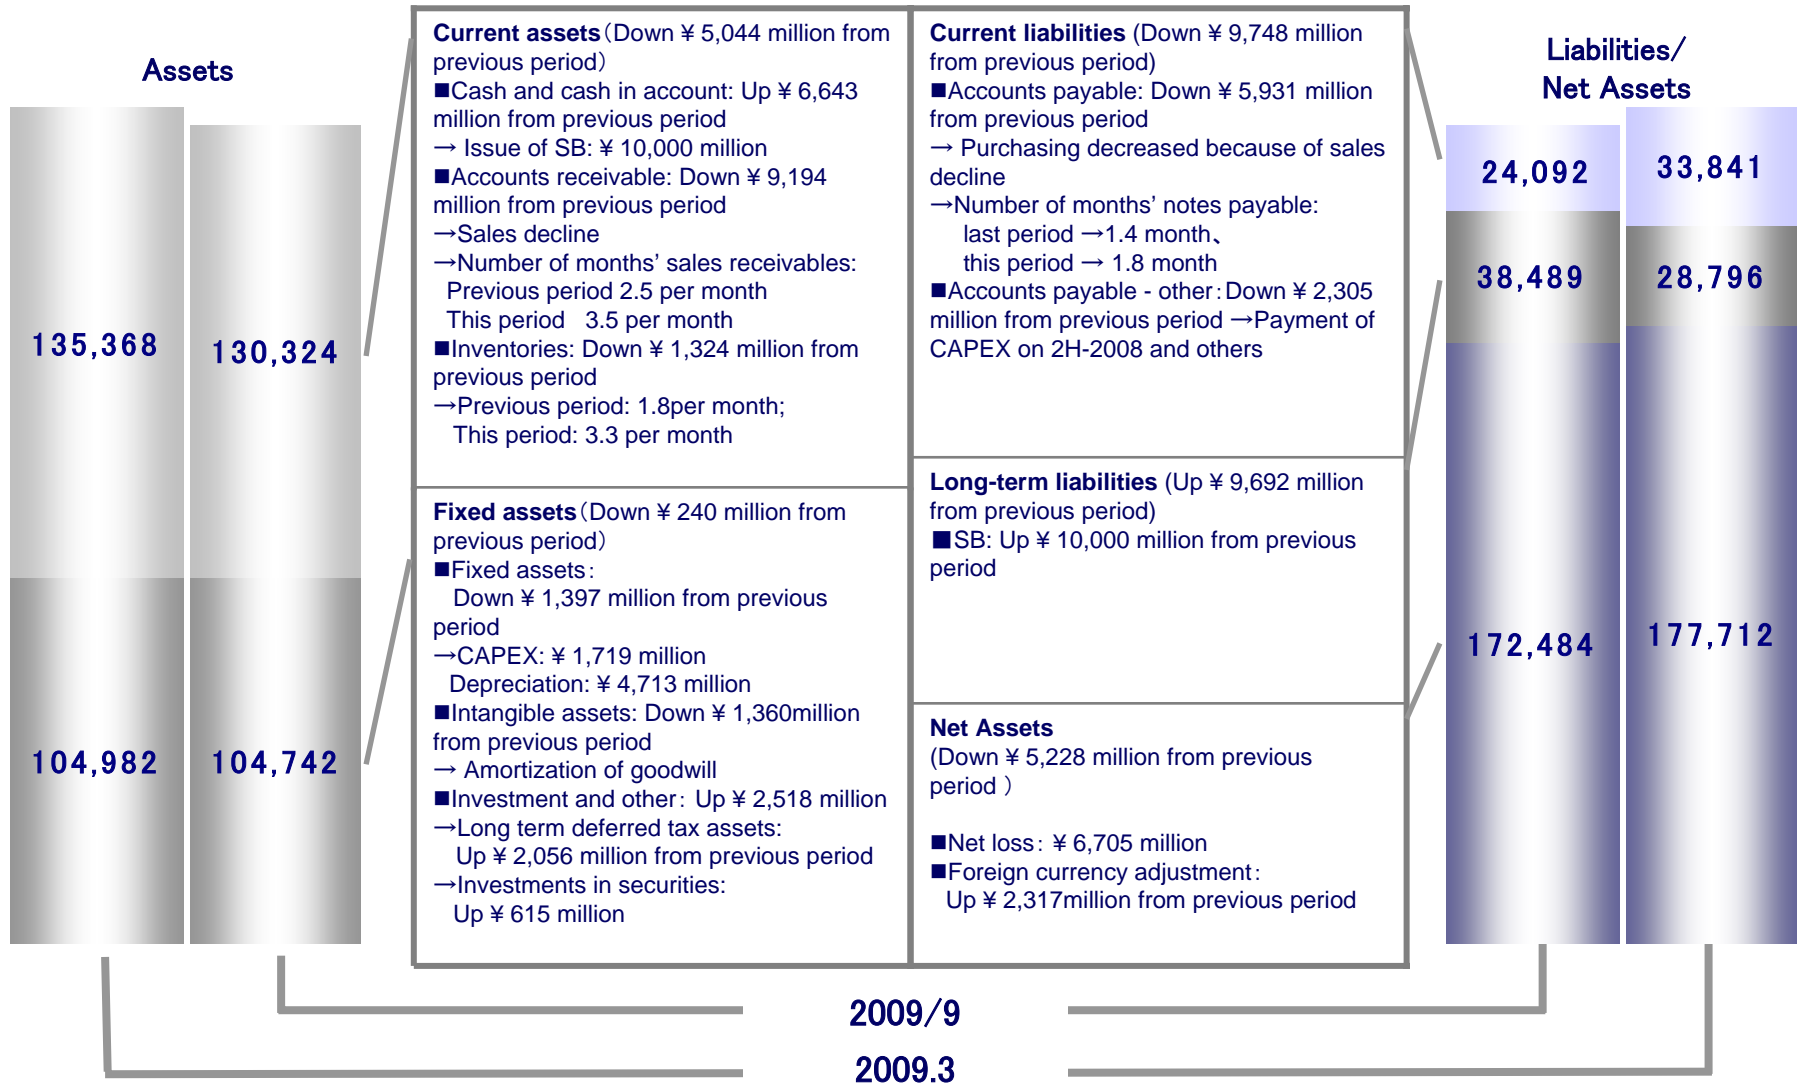 Assets
135,368
130,324
104,982
104,742
Current assets（Down ¥ 5,044 million from
previous period）
■Cash and cash in account: Up ¥ 6,643
million from previous period
→ Issue of SB: ¥ 10,000 million
■Accounts receivable: Down ¥ 9,194
million from previous period
→Sales decline
→Number of months’ sales receivables:
Previous period 2.5 per month
This period 3.5 per month
■Inventories: Down ¥ 1,324 million from
previous period
→Previous period: 1.8per month;
This period: 3.3 per month
Fixed assets（Down ¥ 240 million from
previous period）
■Fixed assets：
Down ¥ 1,397 million from previous
period
→CAPEX: ¥ 1,719 million
Depreciation: ¥ 4,713 million
■Intangible assets: Down ¥ 1,360million
from previous period
→ Amortization of goodwill
■Investment and other： Up ¥ 2,518 million
→Long term deferred tax assets:
Up ¥ 2,056 million from previous period
→Investments in securities:
Up ¥ 615 million
Current liabilities (Down ¥ 9,748 million
from previous period)
■Accounts payable: Down ¥ 5,931 million
from previous period
→ Purchasing decreased because of sales
decline
→Number of months’ notes payable:
last period →1.4 month、
this period → 1.8 month
■Accounts payable - other：Down ¥ 2,305
million from previous period →Payment of
CAPEX on 2H-2008 and others
Long-term liabilities (Up ¥ 9,692 million
from previous period)
■SB: Up ¥ 10,000 million from previous
period
Net Assets
(Down ¥ 5,228 million from previous
period ）
■Net loss： ¥ 6,705 million
■Foreign currency adjustment：
Up ¥ 2,317million from previous period
Liabilities/
Net Assets
24,092
33,841
38,489
28,796
172,484
177,712
2009/9
2009.3